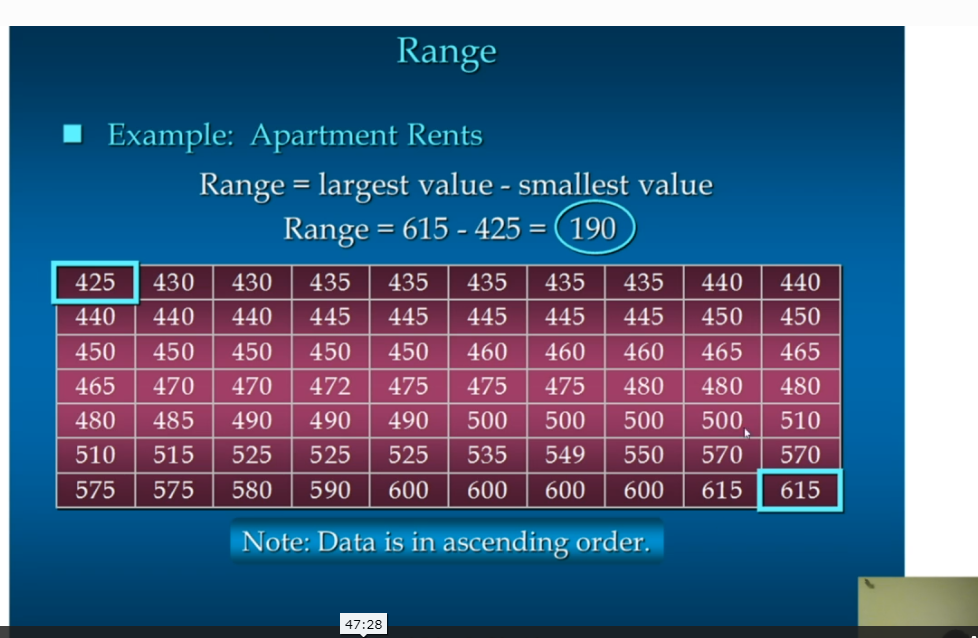 Range
Example: Apartment Rents
Range = largest value - smallest value
Range = 615 - 425 = 190
425 430 430 435 435 435 435 435 440 440
440 440 440 445 445 445 445 445 450 450
450 450 450 450 450 460 460 460 465 465
465 470 470 472 475 475 475 480 480 480
480 485 490 490 490 500 500 500 500 510
510 515 525 525 525 535 549 550 570 570
575 575 580 590 600 600 600 600 615 615
Note: Data is in ascending order.
47:28